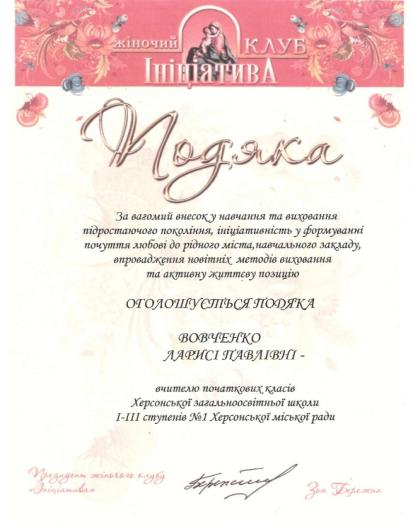 ЖІНОЧИЙ КЛУБ
ІНІЦІАТИВА
Подяка
За вагомий внесок у навчання та виховання
підростаючого покоління, ініціативність у формуванні
почуття любові до рідного міста,навчального закладу,
впровадження новітніх методів виховання
та активну життєву позицію
ОГОЛОШУЄТЬСЯ ПОДЯКА
ВОВЧЕНКО
ЛАРИСІ ПАВЛІВНІ -
вчителю початкових класів
Херсонської загальноосвітньої школи
І-ІІІ ступенів №1 Херсонської міської ради
Президент жіночого клубу
«Ініціатива»
Зоя Бережна